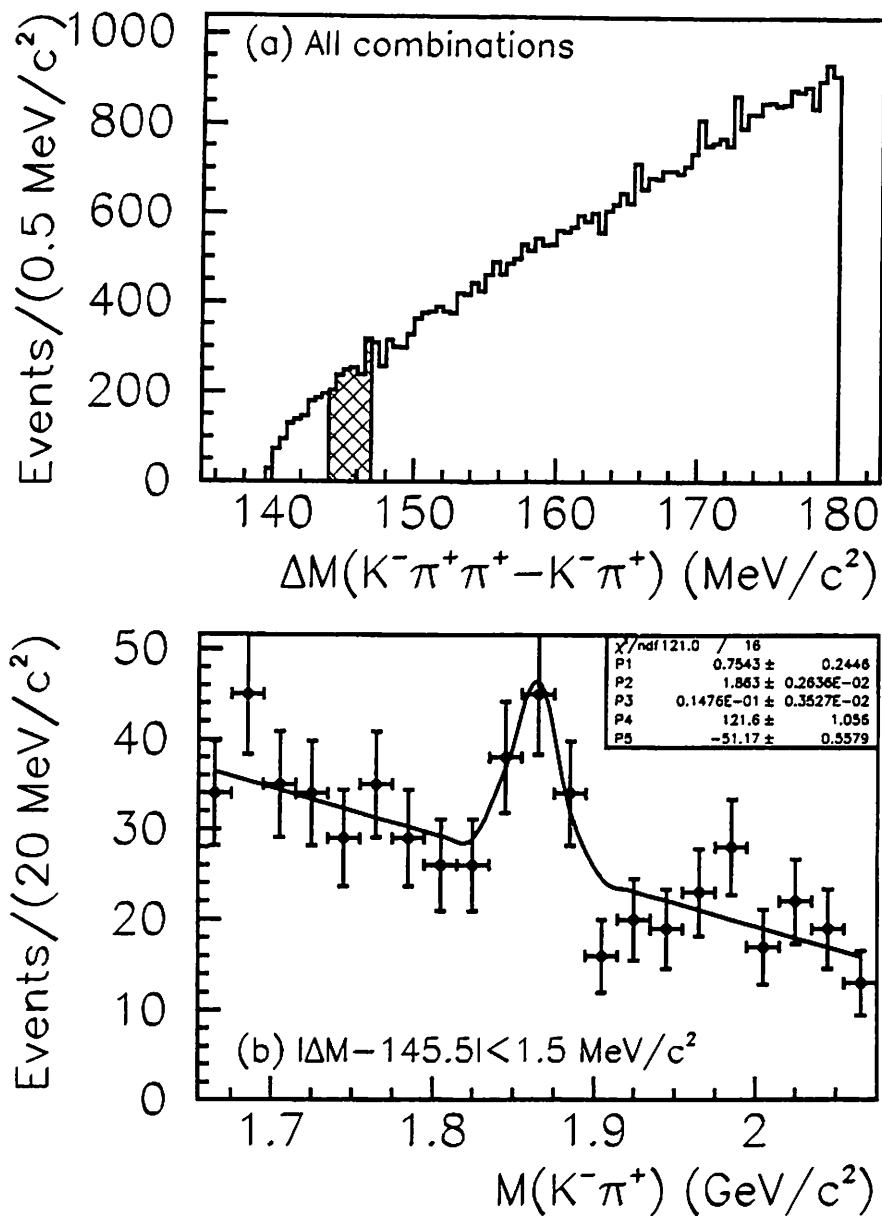 (a) All combinations
Events/(0.5 MeV/c²)
1000
800
600
400
200
0
140 150 160 170 180
ΔM(K⁻π⁺π⁺−K⁻π⁺) (MeV/c²)
χ²/ndf 121.0 / 16
P1 0.7543 ± 0.2446
P2 1.863 ± 0.2636E−02
P3 0.1476E−01 ± 0.3527E−02
P4 121.6 ± 1.056
P5 −51.17 ± 0.5579
Events/(20 MeV/c²)
50
40
30
20
10
0
(b) |ΔM−145.5|<1.5 MeV/c²
1.7 1.8 1.9 2
M(K⁻π⁺) (GeV/c²)